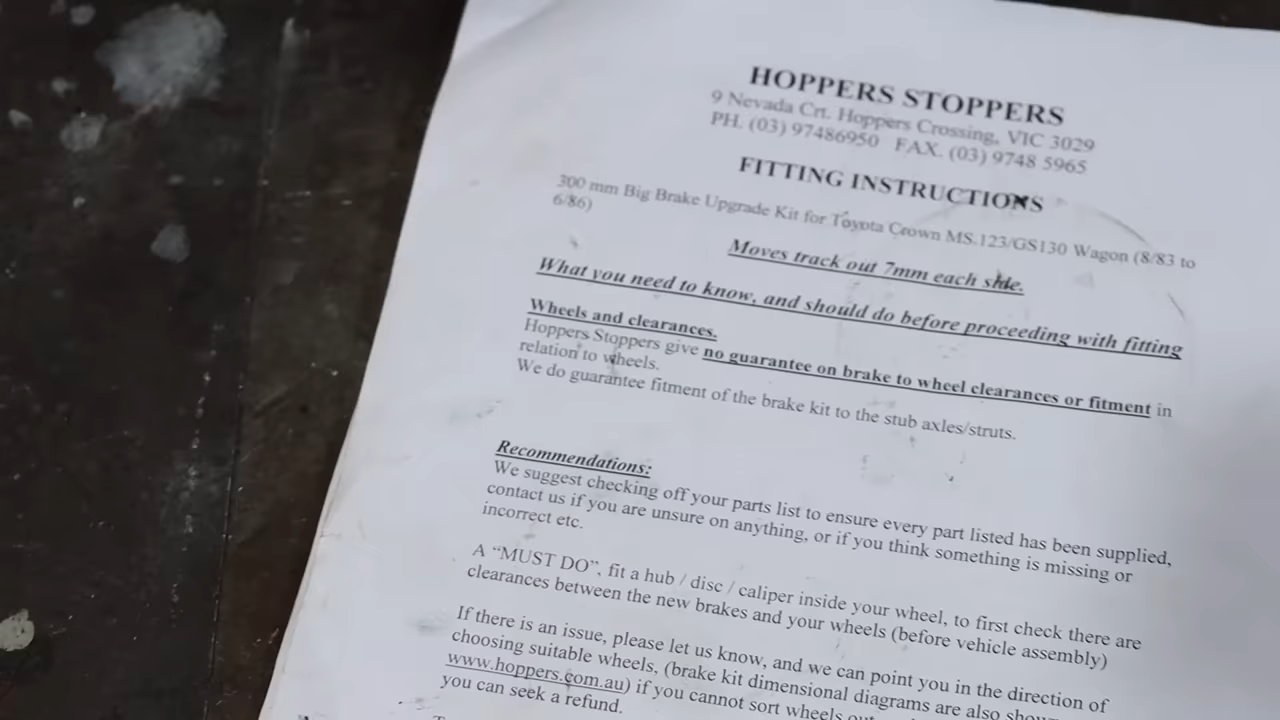 HOPPERS STOPPERS
9 Nevada Crt. Hoppers Crossing, VIC 3029
PH. (03) 97486950 FAX. (03) 9748 5965
FITTING INSTRUCTIONS
300 mm Big Brake Upgrade Kit for Toyota Crown MS.123/GS130 Wagon (8/83 to
6/86)
Moves track out 7mm each side.
What you need to know, and should do before proceeding with fitting
Wheels and clearances.
Hoppers Stoppers give no guarantee on brake to wheel clearances or fitment in
relation to wheels.
We do guarantee fitment of the brake kit to the stub axles/struts.
Recommendations:
We suggest checking off your parts list to ensure every part listed has been supplied,
contact us if you are unsure on anything, or if you think something is missing or
incorrect etc.
A “MUST DO”, fit a hub / disc / caliper inside your wheel, to first check there are
clearances between the new brakes and your wheels (before vehicle assembly)
If there is an issue, please let us know, and we can point you in the direction of
choosing suitable wheels, (brake kit dimensional diagrams are also
www.hoppers.com.au) if you cannot sort wheels
you can seek a refund.